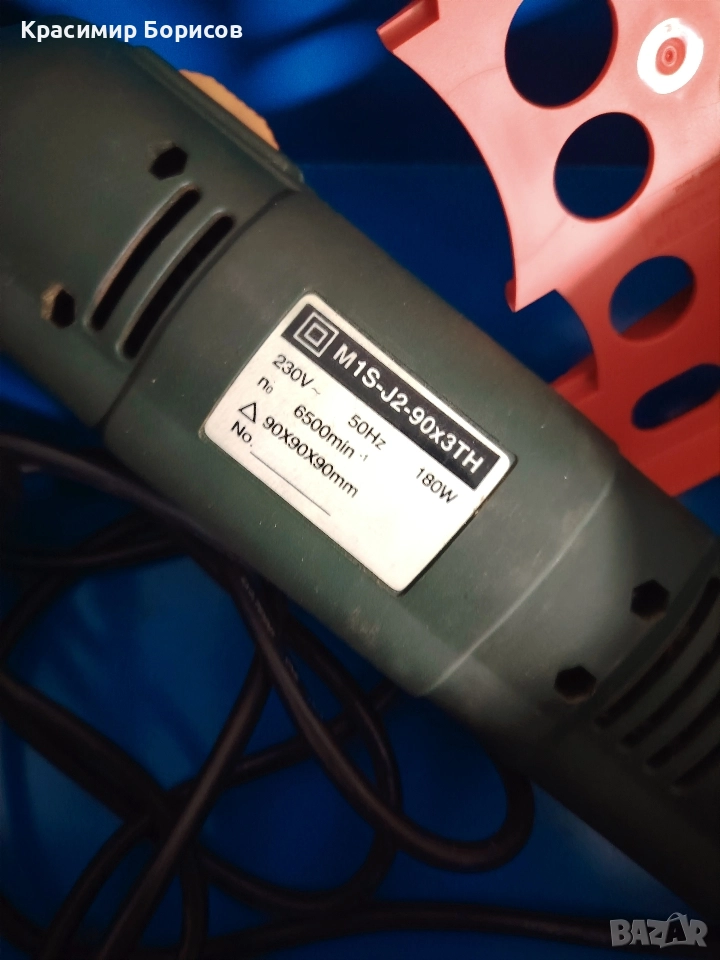 Красимир Борисов
M1S-J2-90x3TH
230V~ 50Hz 180W
n₀ 6500min⁻¹
△ 90X90X90mm
No.
BAZAR